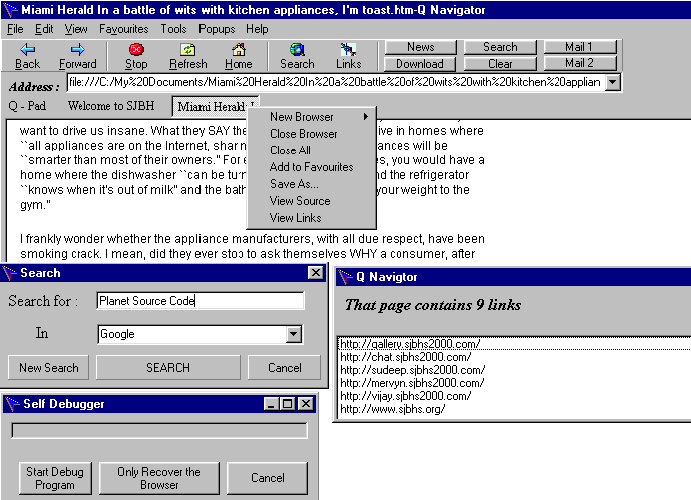 Miami Herald In a battle of wits with kitchen appliances, I'm toast.htm-Q Navigator
File Edit View Favourites Tools Popups Help
Back Forward Stop Refresh Home Search Links News Search Mail 1
Download Clear Mail 2
Address : file:///C:/My%20Documents/Miami%20Herald%20In%20a%20battle%20of%20wits%20with%20kitchen%20applian
Q - Pad Welcome to SJBH Miami Herald I
New Browser
Close Browser
Close All
Add to Favourites
Save As...
View Source
View Links
want to drive us insane. What they SAY the ive in homes where
``all appliances are on the Internet, shar ances will be
``smarter than most of their owners.'' For e es, you would have a
home where the dishwasher ``can be turn nd the refrigerator
``knows when it's out of milk'' and the bath your weight to the
gym.''
I frankly wonder whether the appliance manufacturers, with all due respect, have been
smoking crack. I mean, did they ever stop to ask themselves WHY a consumer, after
Search
Search for : Planet Source Code
In Google
New Search SEARCH Cancel
Q Navigtor
That page contains 9 links
http://gallery.sjbhs2000.com/
http://chat.sjbhs2000.com/
http://sudeep.sjbhs2000.com/
http://mervyn.sjbhs2000.com/
http://vijay.sjbhs2000.com/
http://www.sjbhs.org/
Self Debugger
Start Debug Program Only Recover the Browser Cancel